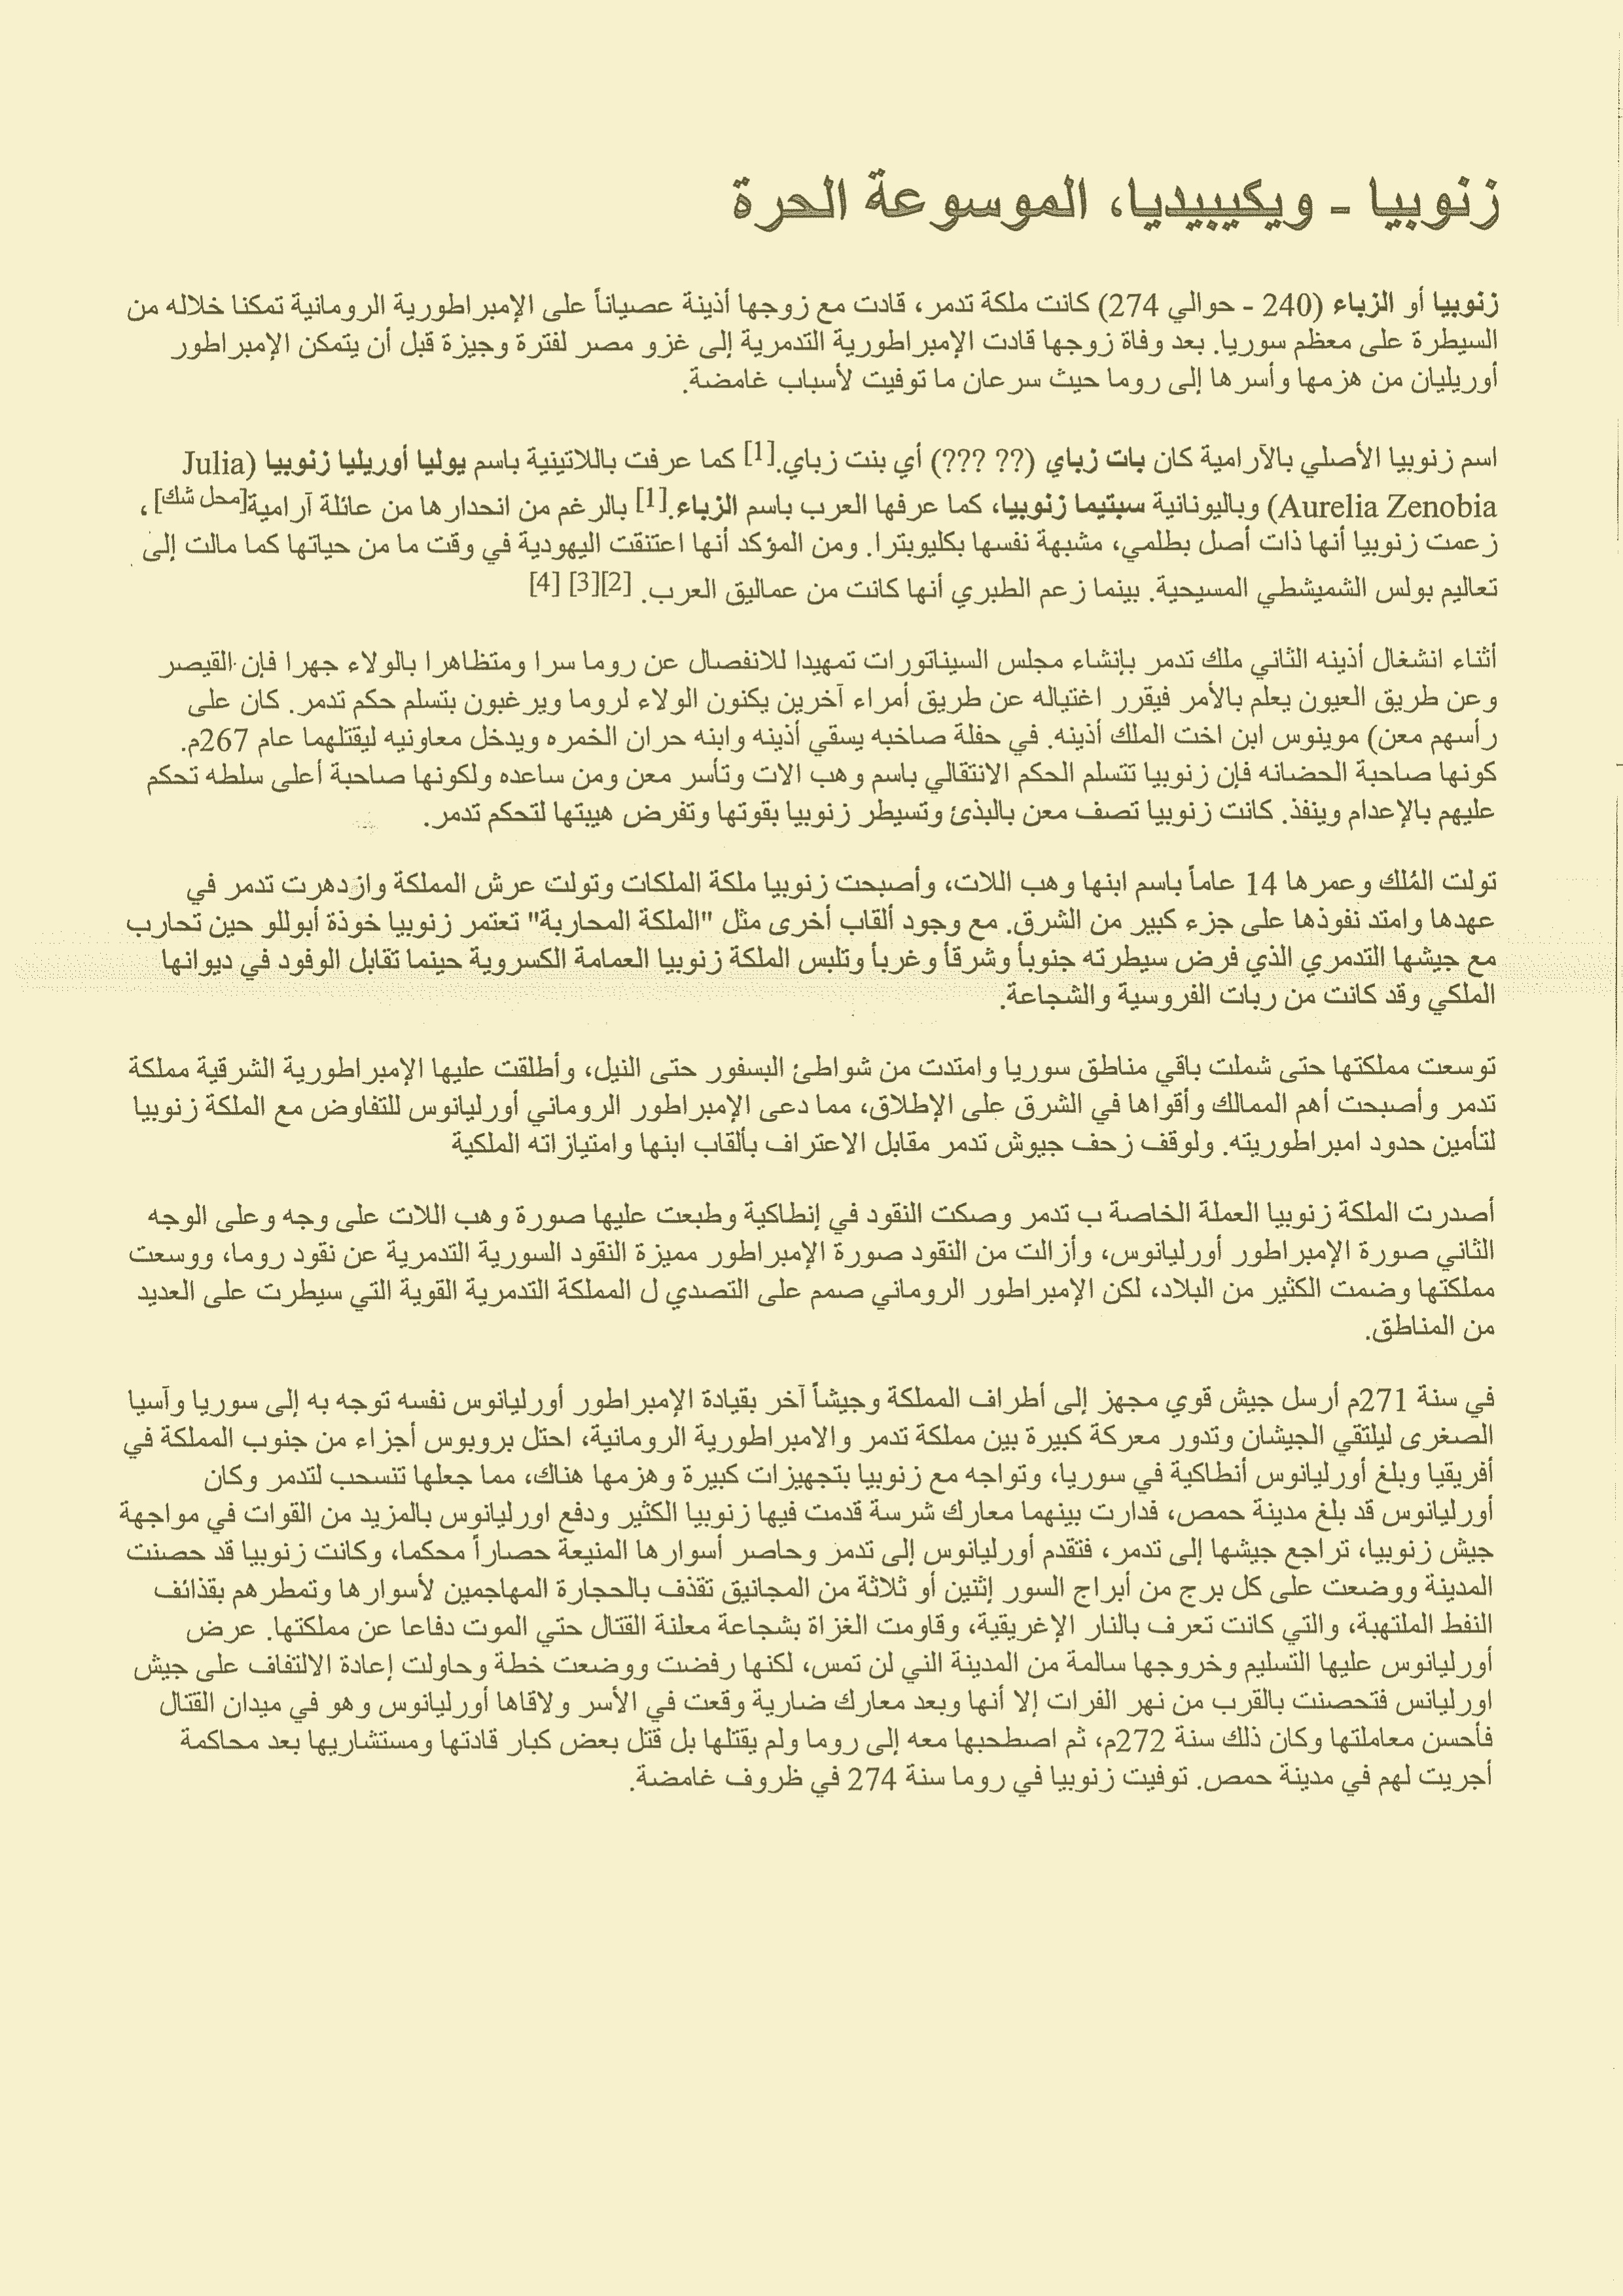 زنوبيا - ويكيبيديا، الموسوعة الحرة
زنوبيا أو الزباء (240 - حوالي 274) كانت ملكة تدمر، قادت مع زوجها أذينة عصياناً على الإمبراطورية الرومانية تمكنا خلاله من
السيطرة على معظم سوريا. بعد وفاة زوجها قادت الإمبراطورية التدمرية إلى غزو مصر لفترة وجيزة قبل أن يتمكن الإمبراطور
أوريليان من هزمها وأسرها إلى روما حيث سرعان ما توفيت لأسباب غامضة.
اسم زنوبيا الأصلي بالآرامية كان بات زباي (?? ???) أي بنت زباي.[1] كما عرفت باللاتينية باسم يوليا أوريليا زنوبيا (Julia
Aurelia Zenobia) وباليونانية سبتيما زنوبيا، كما عرفها العرب باسم الزباء.[1] بالرغم من انحدارها من عائلة آرامية[محل شك]،
زعمت زنوبيا أنها ذات أصل بطلمي، مشبهة نفسها بكليوبترا. ومن المؤكد أنها اعتنقت اليهودية في وقت ما من حياتها كما مالت إلى
تعاليم بولس الشميشطي المسيحية. بينما زعم الطبري أنها كانت من عماليق العرب. [2][3] [4]
أثناء انشغال أذينه الثاني ملك تدمر بإنشاء مجلس السيناتورات تمهيدا للانفصال عن روما سرا ومتظاهرا بالولاء جهرا فإن القيصر
وعن طريق العيون يعلم بالأمر فيقرر اغتياله عن طريق أمراء آخرين يكنون الولاء لروما ويرغبون بتسلم حكم تدمر. كان على
رأسهم معن) موينوس ابن اخت الملك أذينه. في حفلة صاخبه يسقي أذينه وابنه حران الخمره ويدخل معاونيه ليقتلهما عام 267م.
كونها صاحبة الحضانه فإن زنوبيا تتسلم الحكم الانتقالي باسم وهب الات وتأسر معن ومن ساعده ولكونها صاحبة أعلى سلطه تحكم
عليهم بالإعدام وينفذ. كانت زنوبيا تصف معن بالبذئ وتسيطر زنوبيا بقوتها وتفرض هيبتها لتحكم تدمر.
تولت المُلك وعمرها 14 عاماً باسم ابنها وهب اللات، وأصبحت زنوبيا ملكة الملكات وتولت عرش المملكة وازدهرت تدمر في
عهدها وامتد نفوذها على جزء كبير من الشرق. مع وجود ألقاب أخرى مثل "الملكة المحاربة" تعتمر زنوبيا خوذة أبوللو حين تحارب
مع جيشها التدمري الذي فرض سيطرته جنوبأ وشرقأ وغربأ وتلبس الملكة زنوبيا العمامة الكسروية حينما تقابل الوفود في ديوانها
الملكي وقد كانت من ربات الفروسية والشجاعة.
توسعت مملكتها حتى شملت باقي مناطق سوريا وامتدت من شواطئ البسفور حتى النيل، وأطلقت عليها الإمبراطورية الشرقية مملكة
تدمر وأصبحت أهم الممالك وأقواها في الشرق على الإطلاق، مما دعى الإمبراطور الروماني أورليانوس للتفاوض مع الملكة زنوبيا
لتأمين حدود امبراطوريته. ولوقف زحف جيوش تدمر مقابل الاعتراف بألقاب ابنها وامتيازاته الملكية
أصدرت الملكة زنوبيا العملة الخاصة ب تدمر وصكت النقود في إنطاكية وطبعت عليها صورة وهب اللات على وجه وعلى الوجه
الثاني صورة الإمبراطور أورليانوس، وأزالت من النقود صورة الإمبراطور مميزة النقود السورية التدمرية عن نقود روما، ووسعت
مملكتها وضمت الكثير من البلاد، لكن الإمبراطور الروماني صمم على التصدي ل المملكة التدمرية القوية التي سيطرت على العديد
من المناطق.
في سنة 271م أرسل جيش قوي مجهز إلى أطراف المملكة وجيشاً آخر بقيادة الإمبراطور أورليانوس نفسه توجه به إلى سوريا وآسيا
الصغرى ليلتقي الجيشان وتدور معركة كبيرة بين مملكة تدمر والامبراطورية الرومانية، احتل بروبوس أجزاء من جنوب المملكة في
أفريقيا وبلغ أورليانوس أنطاكية في سوريا، وتواجه مع زنوبيا بتجهيزات كبيرة وهزمها هناك، مما جعلها تنسحب لتدمر وكان
أورليانوس قد بلغ مدينة حمص، فدارت بينهما معارك شرسة قدمت فيها زنوبيا الكثير ودفع اورليانوس بالمزيد من القوات في مواجهة
جيش زنوبيا، تراجع جيشها إلى تدمر، فتقدم أورليانوس إلى تدمر وحاصر أسوارها المنيعة حصاراً محكما، وكانت زنوبيا قد حصنت
المدينة ووضعت على كل برج من أبراج السور إثنين أو ثلاثة من المجانيق تقذف بالحجارة المهاجمين لأسوارها وتمطرهم بقذائف
النفط الملتهبة، والتي كانت تعرف بالنار الإغريقية، وقاومت الغزاة بشجاعة معلنة القتال حتي الموت دفاعا عن مملكتها. عرض
أورليانوس عليها التسليم وخروجها سالمة من المدينة التي لن تمس، لكنها رفضت ووضعت خطة وحاولت إعادة الالتفاف على جيش
اورليانس فتحصنت بالقرب من نهر الفرات إلا أنها وبعد معارك ضارية وقعت في الأسر ولاقاها أورليانوس وهو في ميدان القتال
فأحسن معاملتها وكان ذلك سنة 272م، ثم اصطحبها معه إلى روما ولم يقتلها بل قتل بعض كبار قادتها ومستشاريها بعد محاكمة
أجريت لهم في مدينة حمص. توفيت زنوبيا في روما سنة 274 في ظروف غامضة.